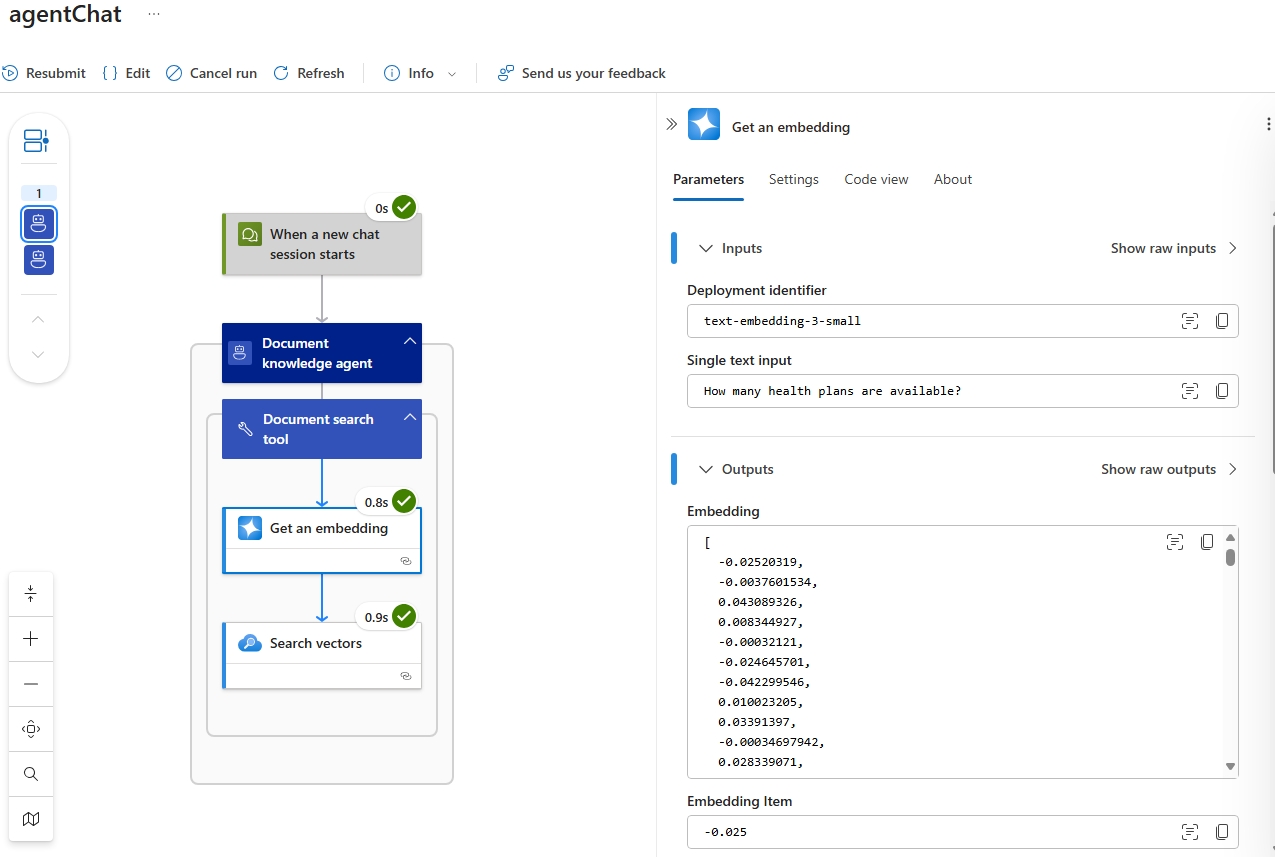 agentChat ...
Resubmit { } Edit Cancel run Refresh Info Send us your feedback
1
0s
When a new chat
session starts
Document
knowledge agent
Document search
tool
0.8s
Get an embedding
0.9s
Search vectors
Get an embedding
Parameters Settings Code view About
Inputs Show raw inputs
Deployment identifier
text-embedding-3-small
Single text input
How many health plans are available?
Outputs Show raw outputs
Embedding
[
-0.02520319,
-0.0037601534,
0.043089326,
0.008344927,
-0.00032121,
-0.024645701,
-0.042299546,
0.010023205,
0.03391397,
-0.00034697942,
0.028339071,
Embedding Item
-0.025